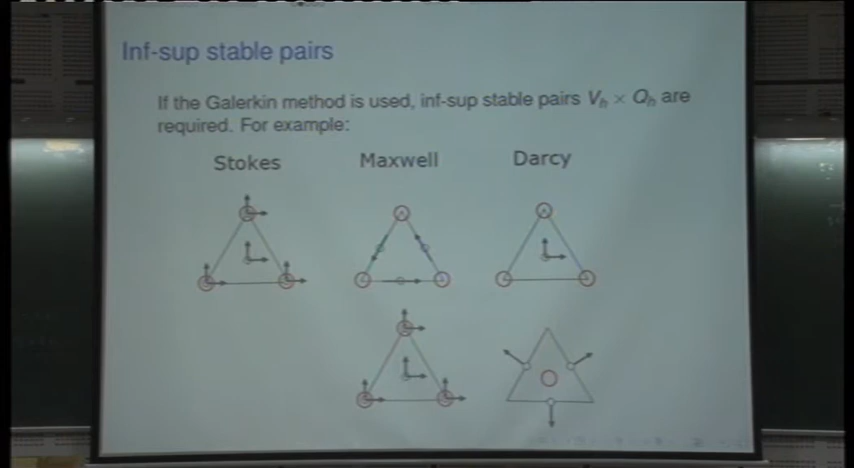 Inf-sup stable pairs
If the Galerkin method is used, inf-sup stable pairs Vₕ × Qₕ are
required. For example:
Stokes Maxwell Darcy